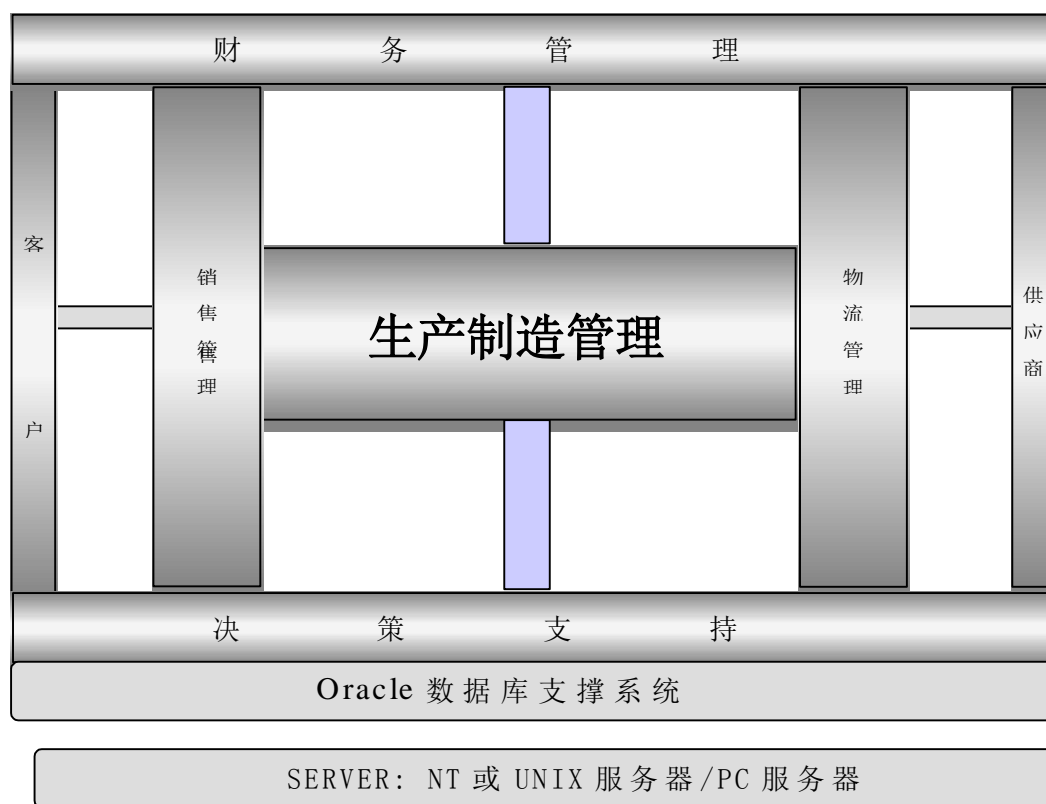 财务管理
客户
销售管理
生产制造管理
物流管理
供应商
决策支持
Oracle 数据库支撑系统
SERVER: NT 或 UNIX 服务器/PC 服务器